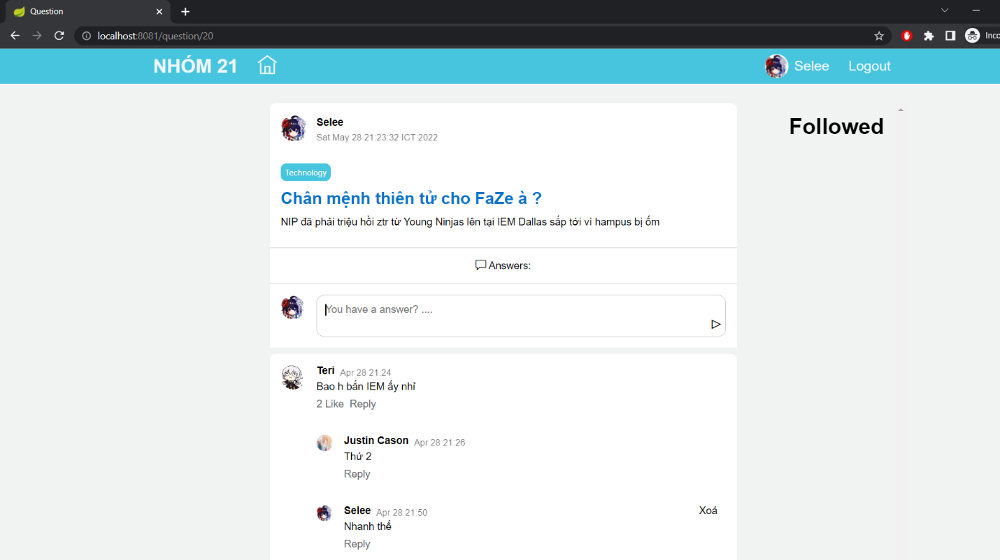 Question
localhost:8081/question/20
Inco
NHÓM 21
Selee
Logout
Selee
Sat May 28 21:23:32 ICT 2022
Followed
Technology
Chân mệnh thiên tử cho FaZe à ?
NIP đã phải triệu hồi ztr từ Young Ninjas lên tại IEM Dallas sắp tới vì hampus bị ốm
Answers:
You have a answer? ....
Teri Apr 28 21:24
Bao h bắn IEM ấy nhỉ
2 Like Reply
Justin Cason Apr 28 21:26
Thứ 2
Reply
Selee Apr 28 21:50 Xoá
Nhanh thế
Reply